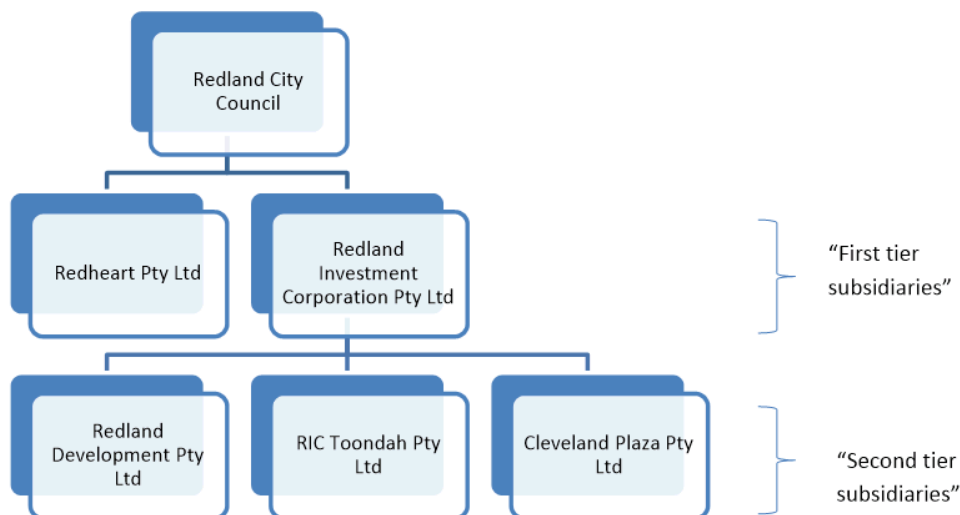 Redland City
Council
Redheart Pty Ltd
Redland
Investment
Corporation Pty Ltd
“First tier
subsidiaries”
Redland
Development Pty
Ltd
RIC Toondah Pty
Ltd
Cleveland Plaza Pty
Ltd
“Second tier
subsidiaries”